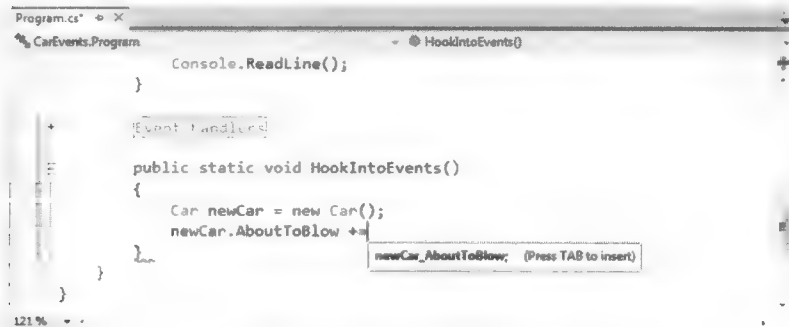 Program.cs*
CarEvents.Program
HookIntoEvents()
Console.ReadLine();
}
Event Handlers
public static void HookIntoEvents()
{
Car newCar = new Car();
newCar.AboutToBlow +=
newCar_AboutToBlow; (Press TAB to insert)
}
}
}
121 %